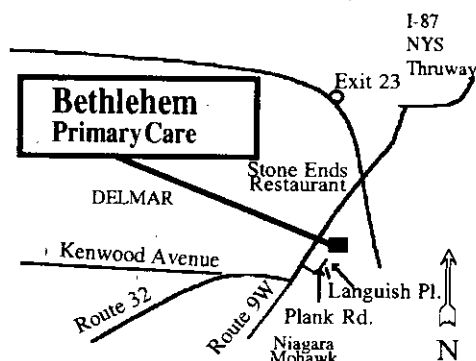 I-87
NYS
Thruway
Exit 23
Bethlehem
Primary Care
Stone Ends
Restaurant
DELMAR
Kenwood Avenue
Route 32
Route 9W
Languish Pl.
Plank Rd.
Niagara
Mohawk
N